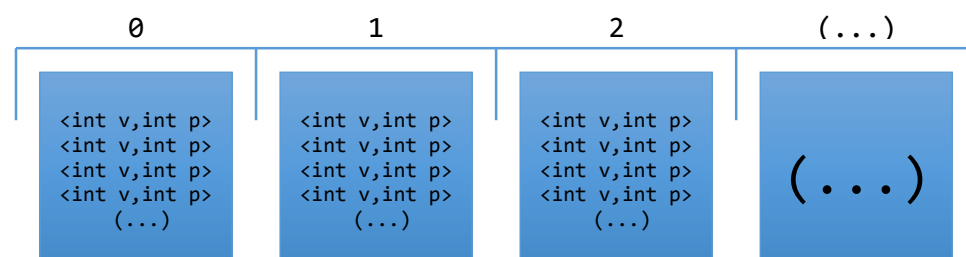 0 1 2 (...)
<int v,int p> <int v,int p> <int v,int p>
<int v,int p> <int v,int p> <int v,int p>
<int v,int p> <int v,int p> <int v,int p> (...)
<int v,int p> <int v,int p> <int v,int p>
(...) (...) (...)